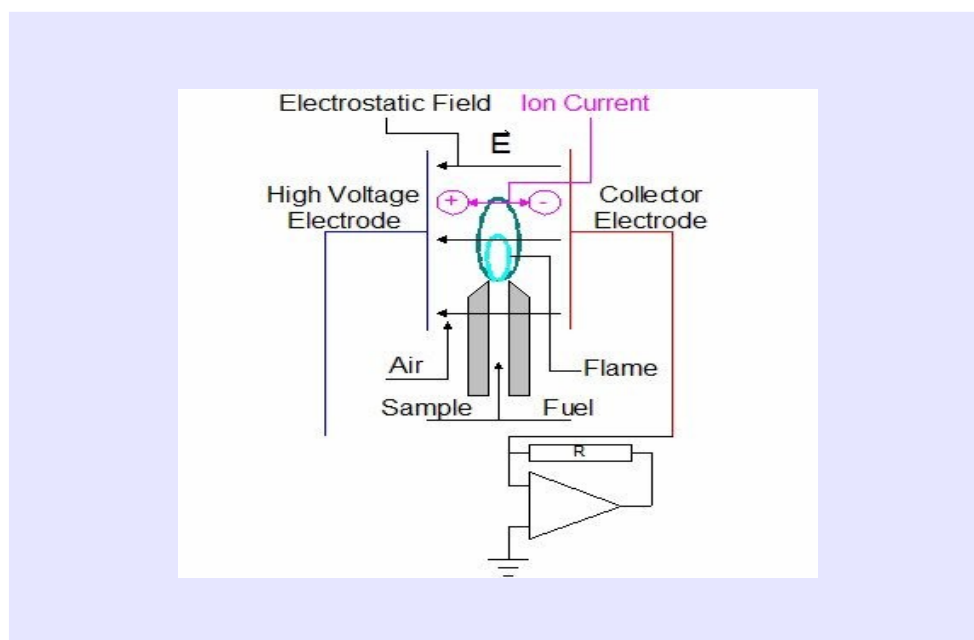 Electrostatic Field Ion Current
E
High Voltage
Electrode
+
-
Collector
Electrode
Air
Flame
Sample
Fuel
R